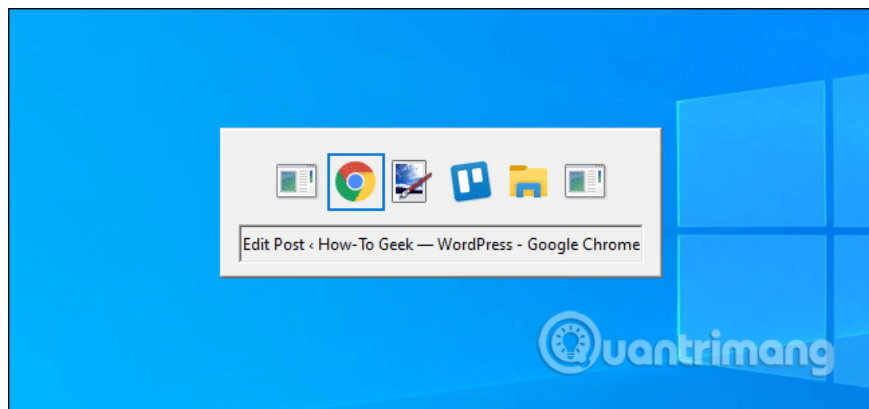 Edit Post ‹ How-To Geek — WordPress - Google Chrome
Quantrimang